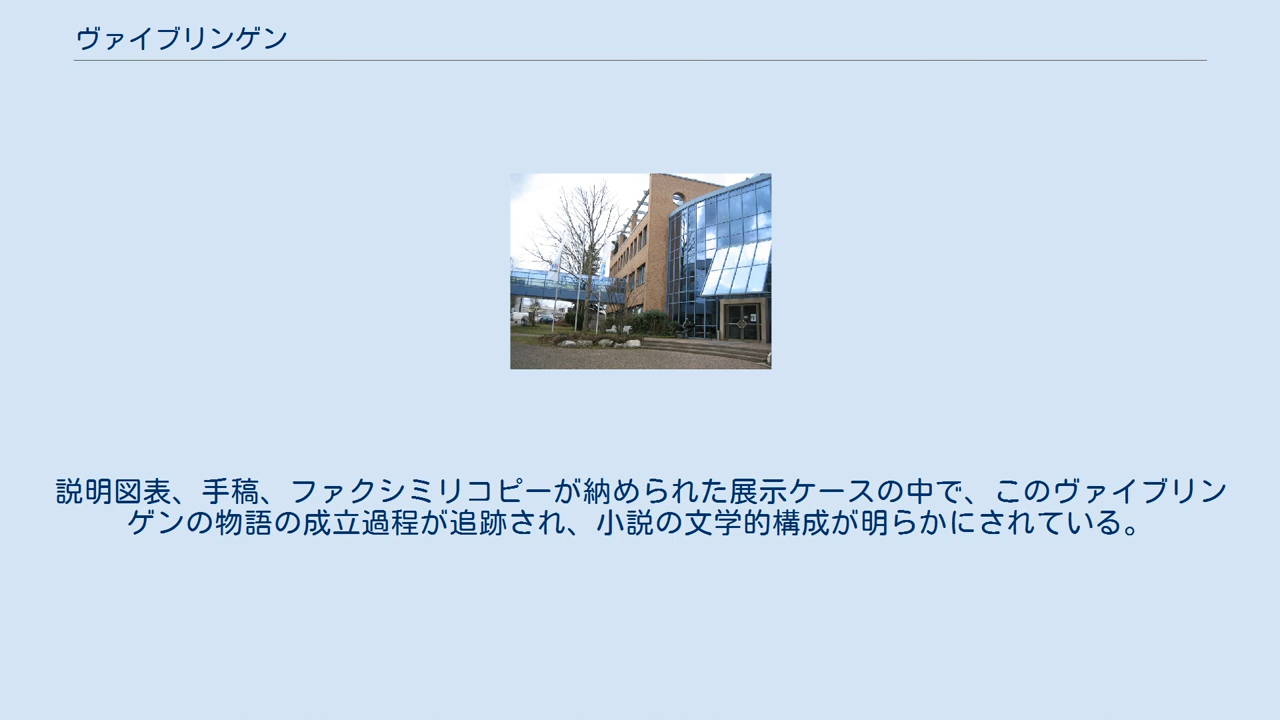 ヴァイブリンゲン
説明図表、手稿、ファクシミリコピーが納められた展示ケースの中で、このヴァイブリン
ゲンの物語の成立過程が追跡され、小説の文学的構成が明らかにされている。